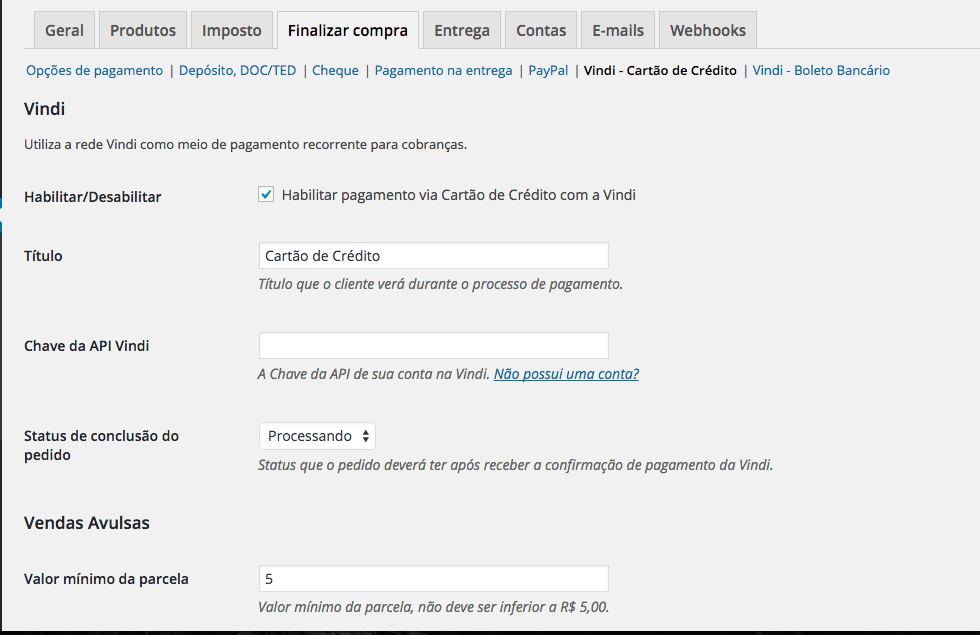 Geral Produtos Imposto Finalizar compra Entrega Contas E-mails Webhooks
Opções de pagamento | Depósito, DOC/TED | Cheque | Pagamento na entrega | PayPal | Vindi - Cartão de Crédito | Vindi - Boleto Bancário
Vindi
Utiliza a rede Vindi como meio de pagamento recorrente para cobranças.
Habilitar/Desabilitar Habilitar pagamento via Cartão de Crédito com a Vindi
Título Cartão de Crédito
Título que o cliente verá durante o processo de pagamento.
Chave da API Vindi
A Chave da API de sua conta na Vindi. Não possui uma conta?
Status de conclusão do
pedido
Processando
Status que o pedido deverá ter após receber a confirmação de pagamento da Vindi.
Vendas Avulsas
Valor mínimo da parcela 5
Valor mínimo da parcela, não deve ser inferior a R$ 5,00.